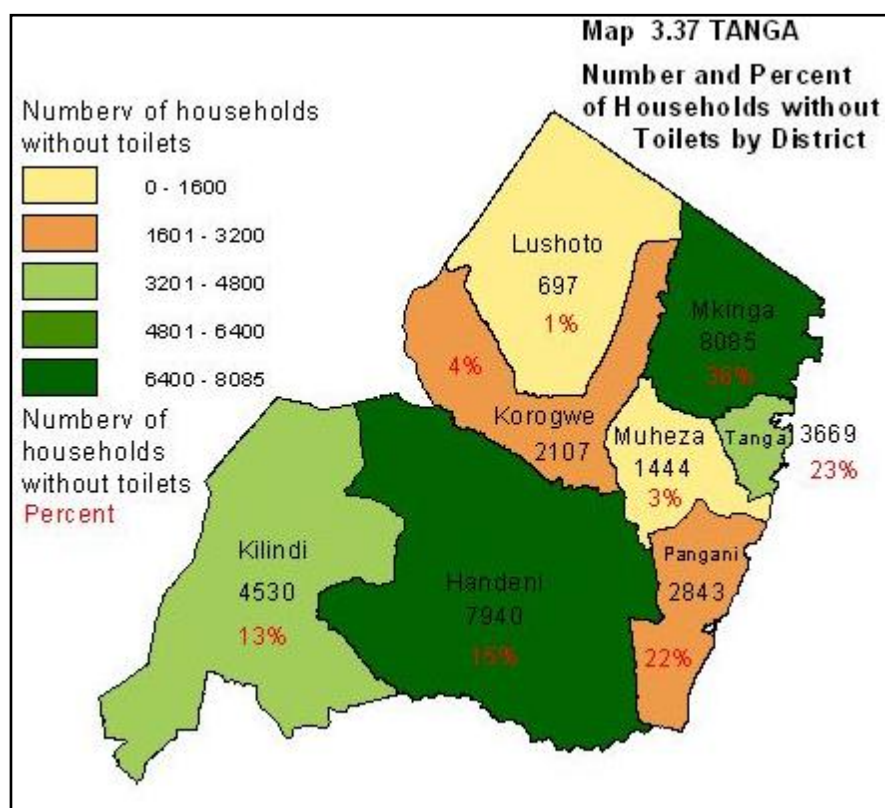 Map 3.37 TANGA
Number and Percent
of Households without
Toilets by District
Numberv of households
without toilets
0 - 1600
1601 - 3200
3201 - 4800
4801 - 6400
6400 - 8085
Numberv of
households
without toilets
Percent
Lushoto
697
1%
Mkinga
8085
36%
4%
Korogwe
2107
Muheza
1444
3%
Tanga
3669
23%
Kilindi
4530
13%
Handeni
7940
15%
Pangani
2843
22%